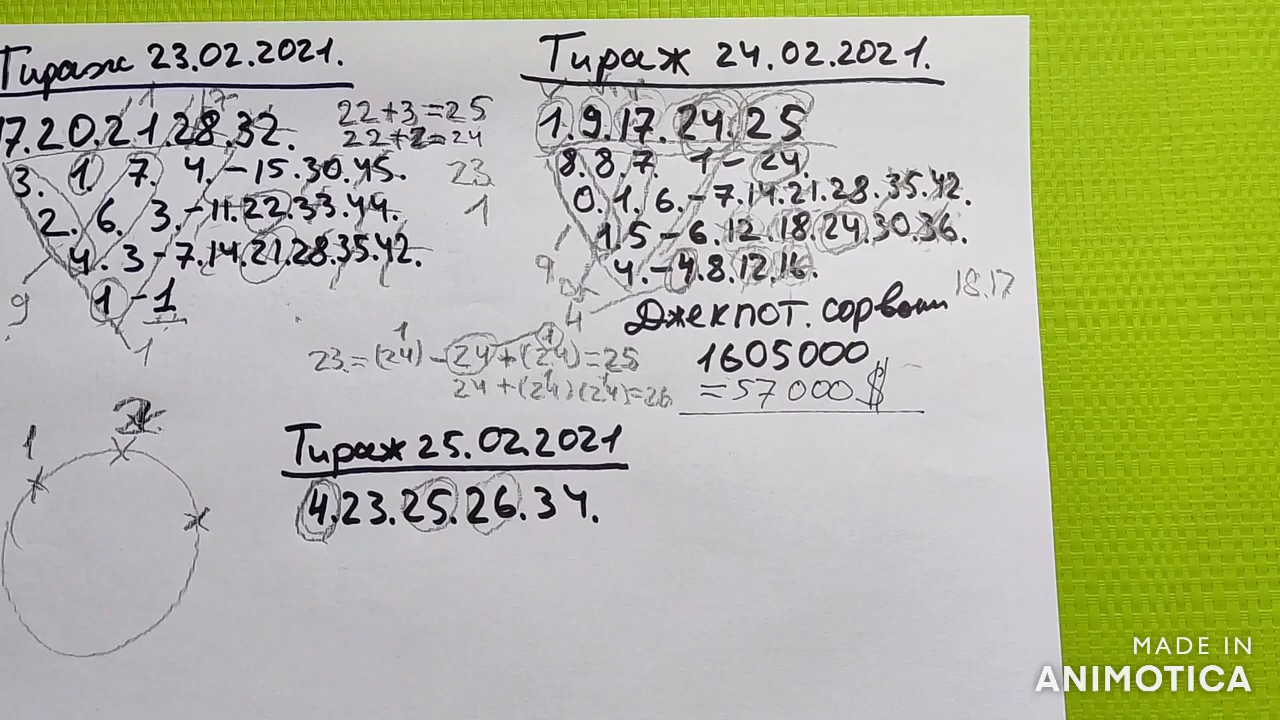 Тираж 23.02.2021.
17.20.21.28.32.
3. 1. 7. 4. - 15.30.45.
2. 6. 3. - 11.22.33.44.
4. 3 - 7.14.21.28.35.42.
1 - 1
9
1
22+3=25
22+2=24
23
1
Тираж 24.02.2021.
1.9.17.24.25
8.8.7. 1 - 24.
0.1.6. - 7.14.21.28.35.42.
1.5 - 6.12.18.24.30.36.
4. - 4.8.12.16.
9
4
18.17
Джекпот. сорвали
1605000
=57000$
1
23=(24)-24+(24)=25
24+(24)(24)=26
1
Тираж 25.02.2021
4.23.25.26.34.
MADE IN
ANIMOTICA